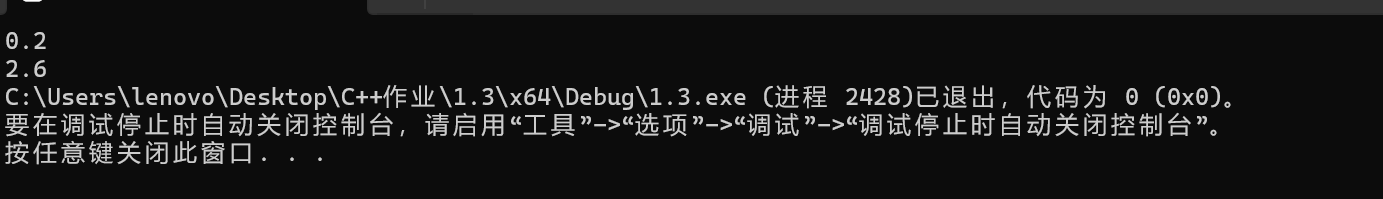 0.2
2.6
C:\Users\lenovo\Desktop\C++作业\1.3\x64\Debug\1.3.exe (进程 2428)已退出，代码为 0 (0x0)。
要在调试停止时自动关闭控制台，请启用“工具”->“选项”->“调试”->“调试停止时自动关闭控制台”。
按任意键关闭此窗口. . .